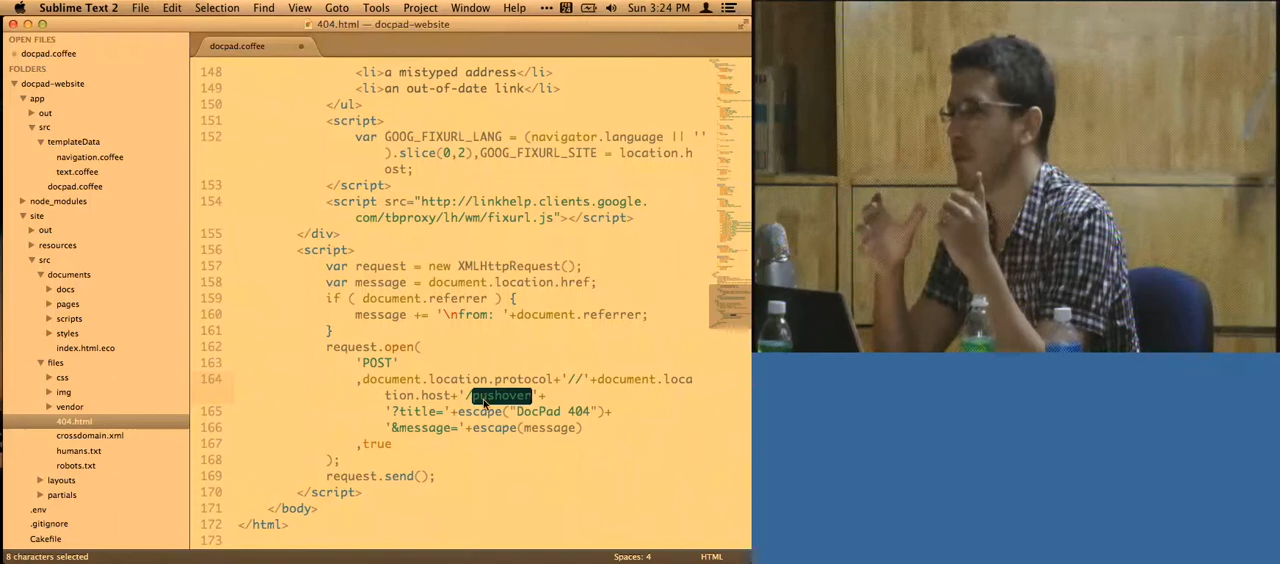 Sublime Text 2 File Edit Selection Find Goto Tools Project Window Help Sun 3:24 PM
404.html — docpad-website
OPEN FILES
docpad.coffee
FOLDERS
docpad-website
app
out
src
templateData
navigation.coffee
text.coffee
docpad.coffee
node_modules
site
out
resources
src
documents
docs
pages
scripts
styles
index.html.eco
files
css
img
vendor
404.html
crossdomain.xml
humans.txt
robots.txt
layouts
partials
.env
.gitignore
Cakefile
docpad.coffee
148 <li>a mistyped address</li>
149 <li>an out-of-date link</li>
150 </ul>
151 <script>
152 var GOOG_FIXURL_LANG = (navigator.language || ''
).slice(0,2),GOOG_FIXURL_SITE = location.h
ost;
153 </script>
154 <script src="http://linkhelp.clients.google.
com/tbproxy/lh/wm/fixurl.js"></script>
155 </div>
156 <script>
157 var request = new XMLHttpRequest();
158 var message = document.location.href;
159 if ( document.referrer ) {
160 message += '\nfrom: '+document.referrer;
161 }
162 request.open(
163 'POST'
164 ,document.location.protocol+'//'+document.loca
tion.host+'/pushover'+
165 '?title='+escape("DocPad 404")+
166 '&message='+escape(message)
167 ,true
168 );
169 request.send();
170 </script>
171 </body>
172 </html>
173
8 characters selected Spaces: 4 HTML